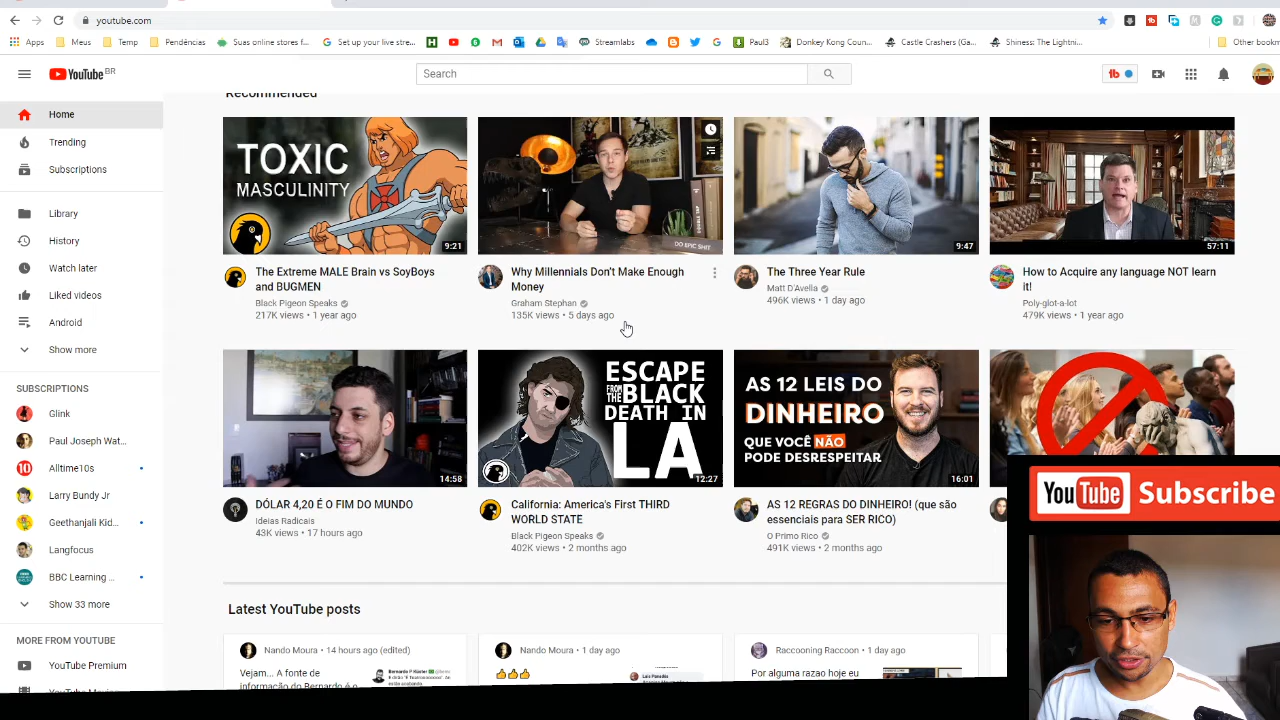 youtube.com
Apps
Meus
Temp
Pendências
Suas online stores f...
Set up your live stre...
Streamlabs
Paul3
Donkey Kong Coun...
Castle Crashers (Ga...
Shiness: The Lightni...
Other bookm
YouTube BR
Search
Home
Trending
Subscriptions
Library
History
Watch later
Liked videos
Android
Show more
SUBSCRIPTIONS
Glink
Paul Joseph Wat...
Alltime10s
Larry Bundy Jr
Geethanjali Kid...
Langfocus
BBC Learning ...
Show 33 more
MORE FROM YOUTUBE
YouTube Premium
Recommended
TOXIC
MASCULINITY
9:21
The Extreme MALE Brain vs SoyBoys
and BUGMEN
Black Pigeon Speaks
217K views • 1 year ago
DO EPIC SHIT
Why Millennials Don't Make Enough
Money
Graham Stephan
135K views • 5 days ago
9:47
The Three Year Rule
Matt D'Avella
496K views • 1 day ago
57:11
How to Acquire any language NOT learn
it!
Poly-glot-a-lot
479K views • 1 year ago
14:58
DÓLAR 4,20 É O FIM DO MUNDO
Ideias Radicais
43K views • 17 hours ago
ESCAPE
FROM THE BLACK
DEATH IN
LA
12:27
California: America's First THIRD
WORLD STATE
Black Pigeon Speaks
402K views • 2 months ago
AS 12 LEIS DO
DINHEIRO
QUE VOCÊ NÃO
PODE DESRESPEITAR
16:01
AS 12 REGRAS DO DINHEIRO! (que são
essenciais para SER RICO)
O Primo Rico
491K views • 2 months ago
YouTube Subscribe
Latest YouTube posts
Nando Moura • 14 hours ago (edited)
Vejam... A fonte de
informação do Bernardo é o
Nando Moura • 1 day ago
Raccooning Raccoon • 1 day ago
Por alguma razao hoje eu